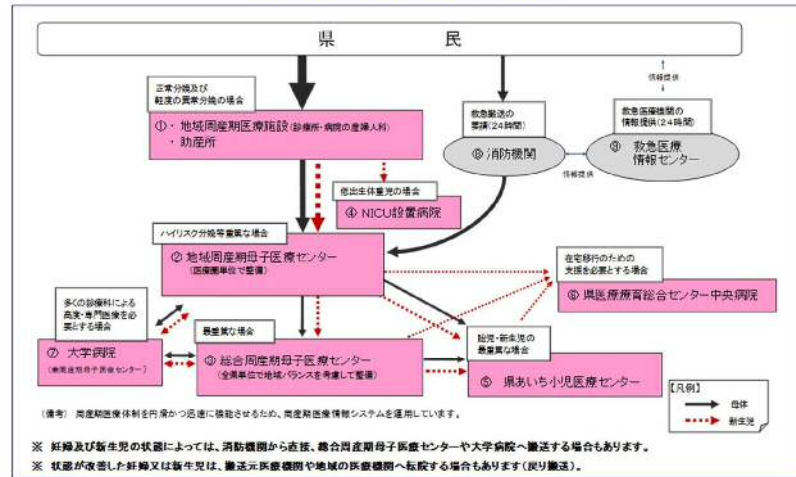 県 民
正常分娩及び
軽度の異常分娩の場合
①・地域周産期医療施設(診療所・病院の産婦人科)
・助産所
救急搬送の
要請(24時間)
⑧消防機関
情報提供
救急医療機関の
情報提供(24時間)
⑨ 救急医療
情報センター
情報提供
低出生体重児の場合
④ NICU設置病院
ハイリスク分娩等重篤な場合
② 地域周産期母子医療センター
(医療圏単位で整備)
在宅移行のための
支援を必要とする場合
⑥ 県医療療育総合センター中央病院
多くの診療科による
高度・専門医療を必
要とする場合
⑦ 大学病院
最重篤な場合
③ 総合周産期母子医療センター
(全県単位で地域バランスを考慮して整備)
胎児・新生児の
最重篤な場合
⑤ 県あいち小児医療センター
【凡例】
母体
新生児
(備考) 周産期医療体制を円滑かつ迅速に機能させるため、周産期医療情報システムを運用しています。
※ 妊婦及び新生児の状態によっては、消防機関から直接、総合周産期母子医療センターや大学病院へ搬送する場合もあります。
※ 状態が改善した妊婦又は新生児は、搬送元医療機関や地域の医療機関へ転院する場合もあります(戻り搬送)。